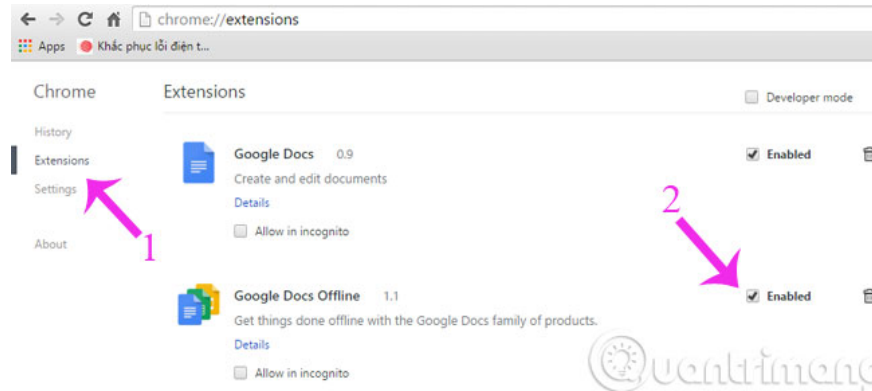 chrome://extensions
Apps Khắc phục lỗi điện t...
Chrome
Extensions
Developer mode
History
Extensions
Settings
About
1
Google Docs 0.9
Enabled
Create and edit documents
Details
Allow in incognito
2
Google Docs Offline 1.1
Enabled
Get things done offline with the Google Docs family of products.
Details
Allow in incognito
Quantrimang